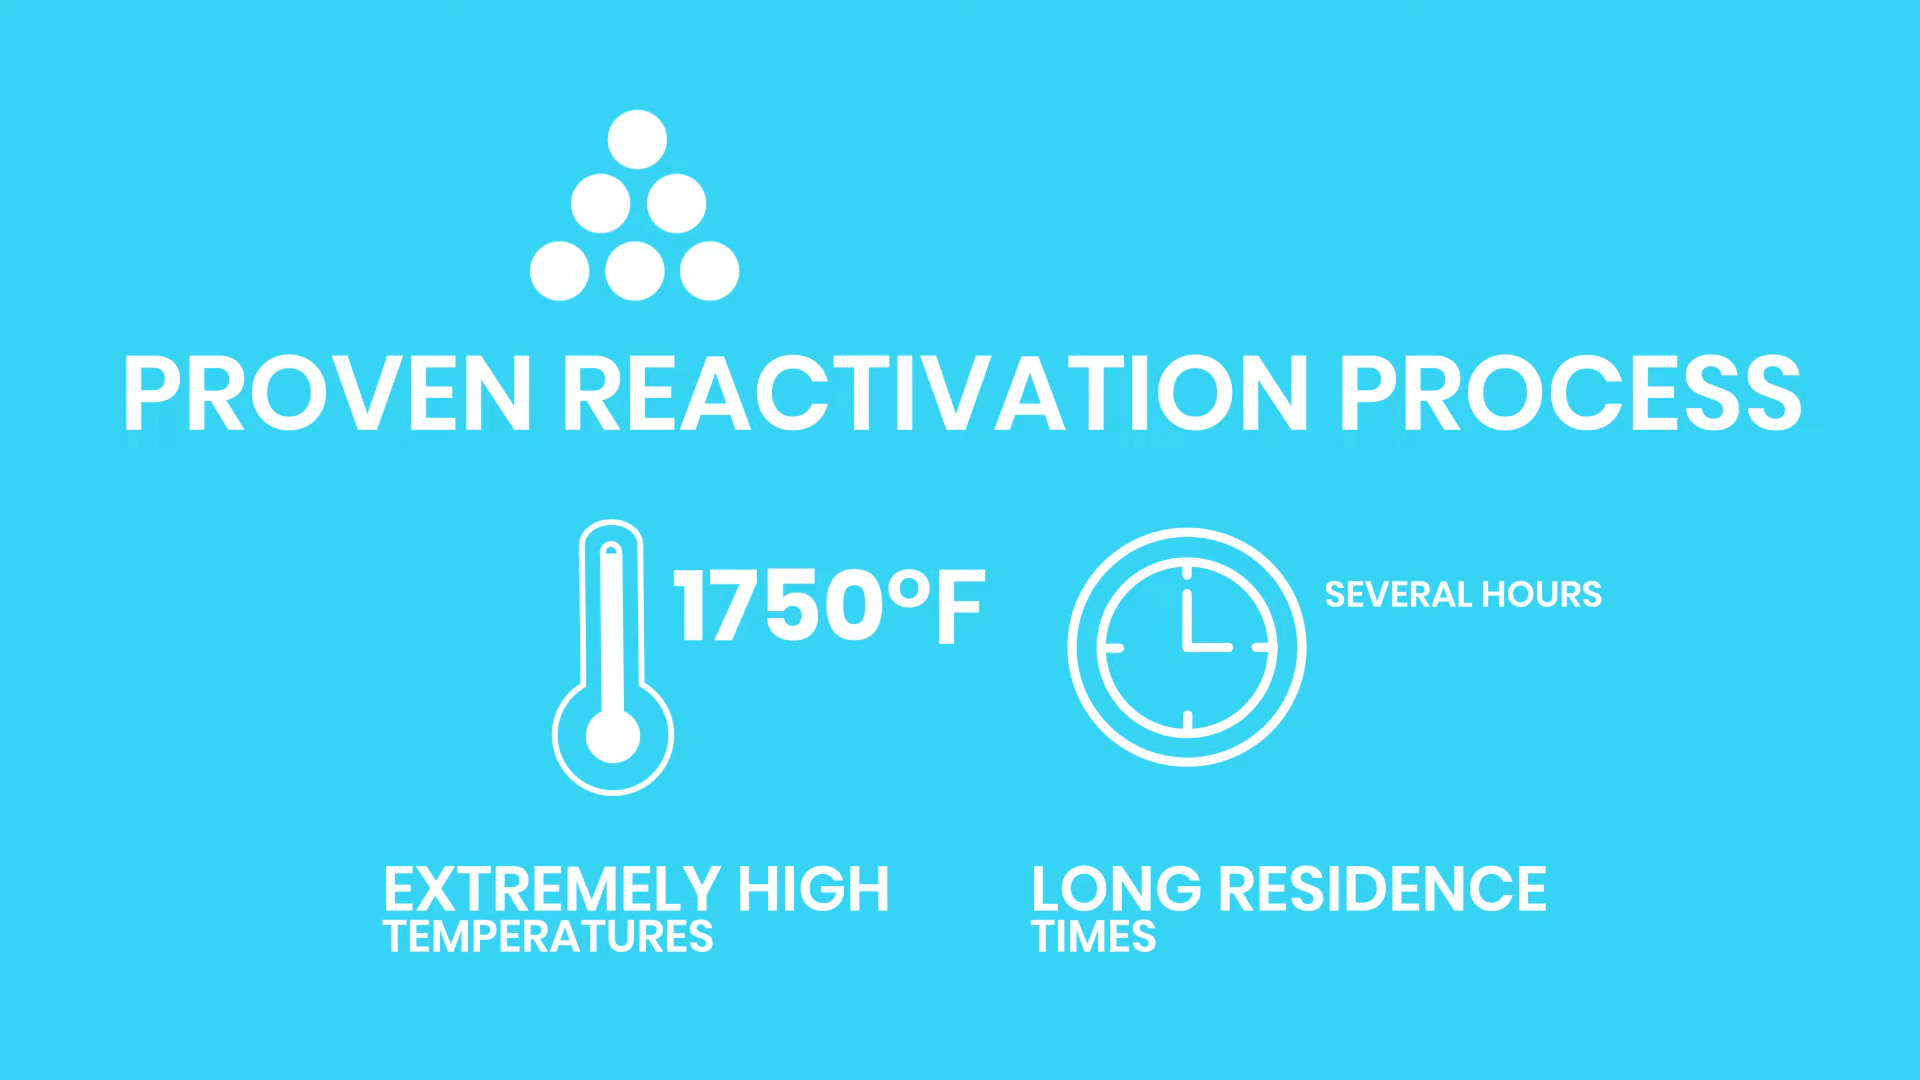 PROVEN REACTIVATION PROCESS
1750°F
SEVERAL HOURS
EXTREMELY HIGH
TEMPERATURES
LONG RESIDENCE
TIMES